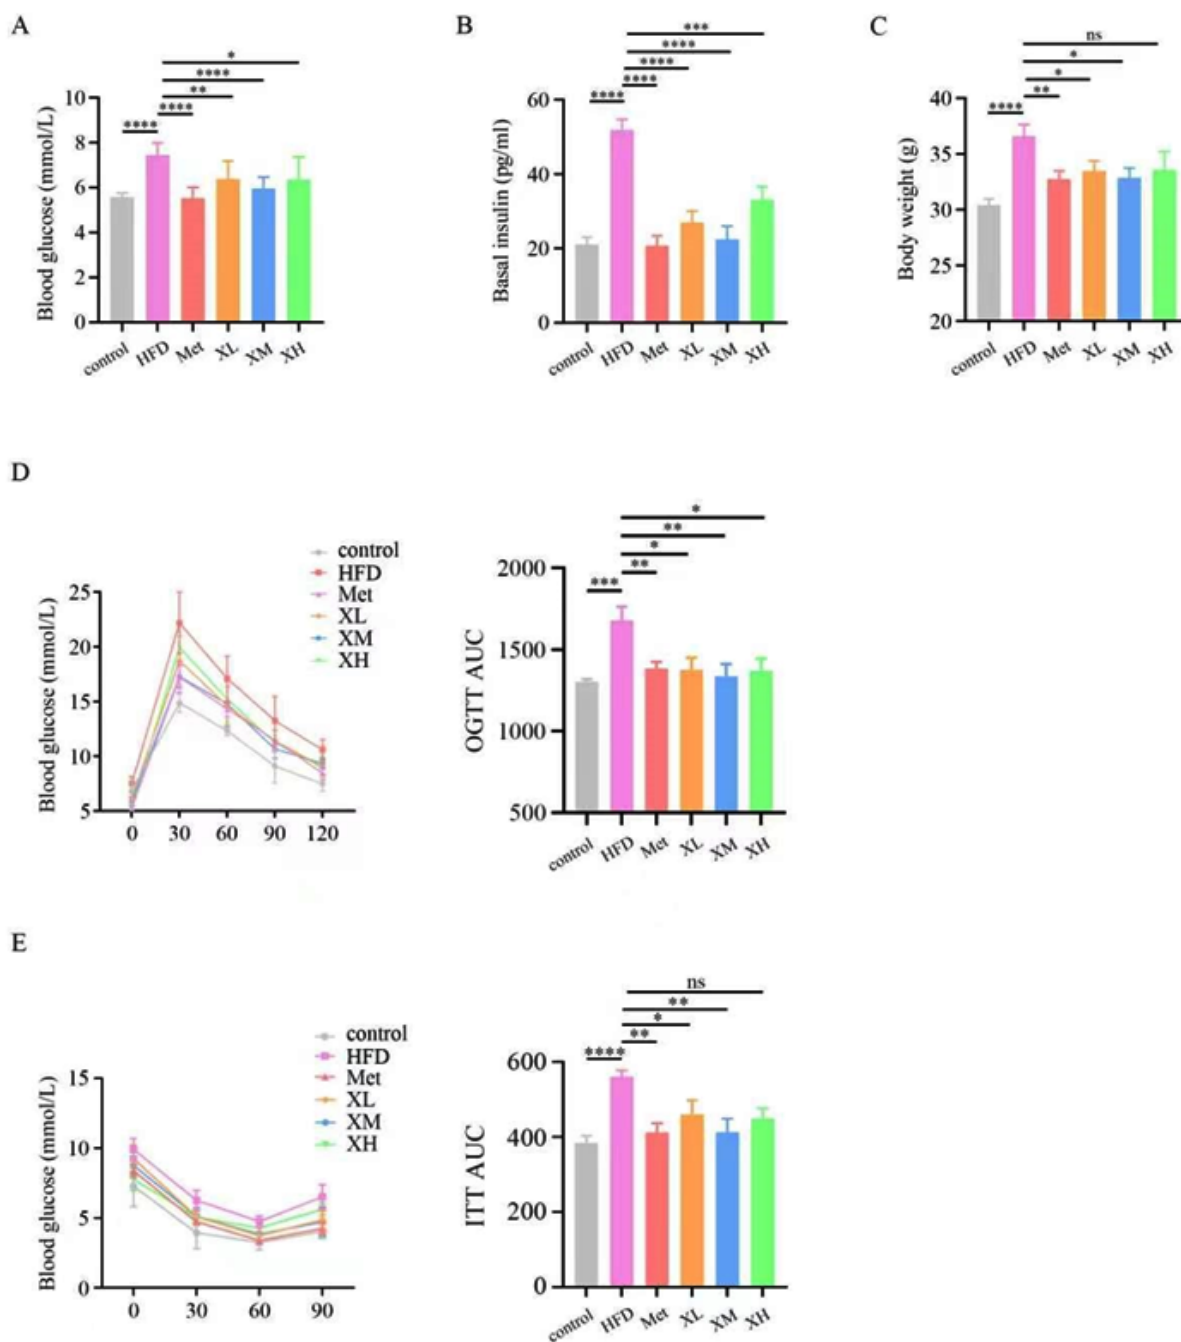 A
*
****
**
****
****
Blood glucose (mmol/L)
10
8
6
4
2
0
control
HFD
Met
XL
XM
XH
B
***
****
****
****
****
Basal insulin (pg/ml)
60
40
20
0
control
HFD
Met
XL
XM
XH
C
ns
*
*
**
****
Body weight (g)
40
35
30
25
20
control
HFD
Met
XL
XM
XH
D
Blood glucose (mmol/L)
25
20
15
10
5
0 30 60 90 120
control
HFD
Met
XL
XM
XH
*
**
*
**
***
OGTT AUC
2000
1500
1000
500
control
HFD
Met
XL
XM
XH
E
Blood glucose (mmol/L)
15
10
5
0
0 30 60 90
control
HFD
Met
XL
XM
XH
ns
**
*
**
****
ITT AUC
600
400
200
0
control
HFD
Met
XL
XM
XH